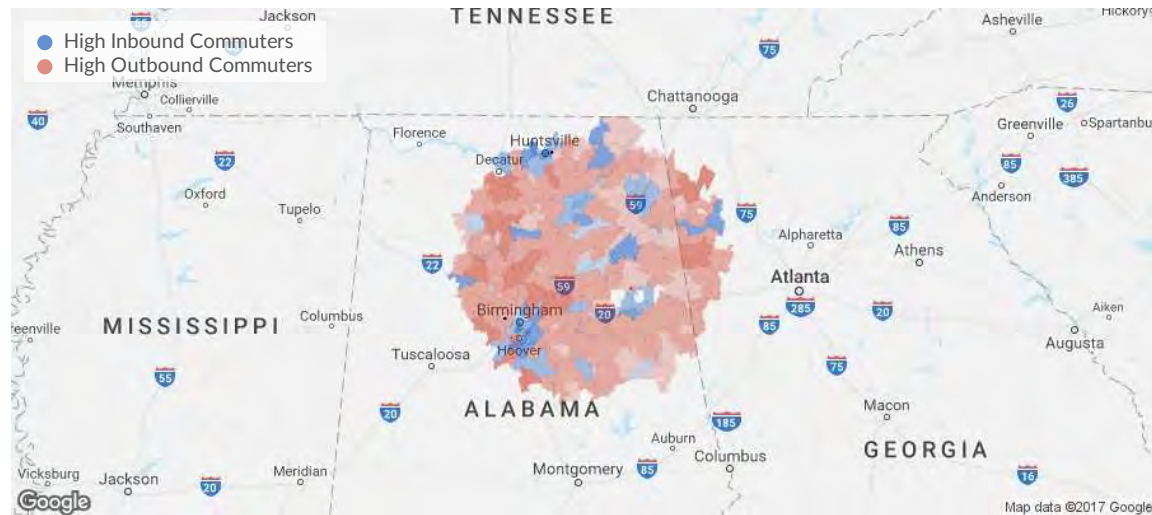 Jackson
TENNESSEE
Asheville
Hickory
High Inbound Commuters
High Outbound Commuters
75
Memphis
Collierville
Chattanooga
26
40
Southaven
Florence
Huntsville
Greenville
Spartanbu
22
Decatur
85
385
Oxford
Tupelo
59
75
Anderson
Alpharetta
85
Athens
22
59
Atlanta
Birmingham
20
285
20
Aiken
MISSISSIPPI
Columbus
85
eenville
Hoover
Augusta
Tuscaloosa
55
75
ALABAMA
20
185
Macon
Auburn
GEORGIA
Vicksburg
Jackson
20
Meridian
Montgomery
85
Columbus
16
Google
Map data ©2017 Google